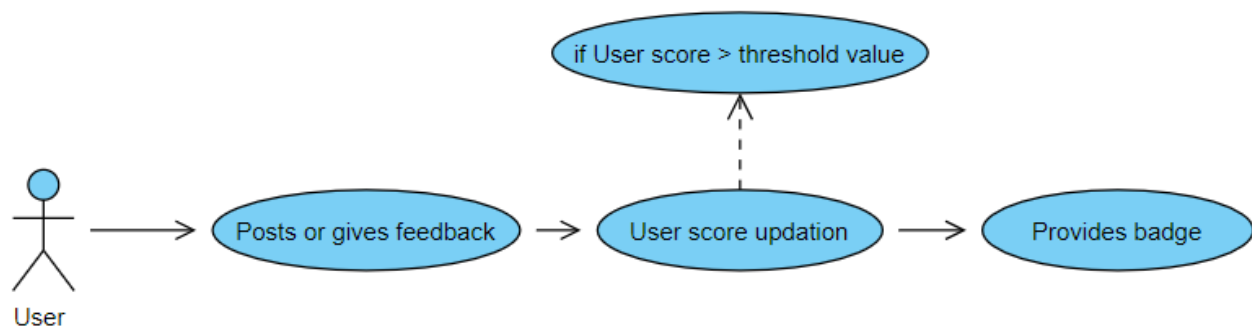 if User score > threshold value
Posts or gives feedback
User score updation
Provides badge
User